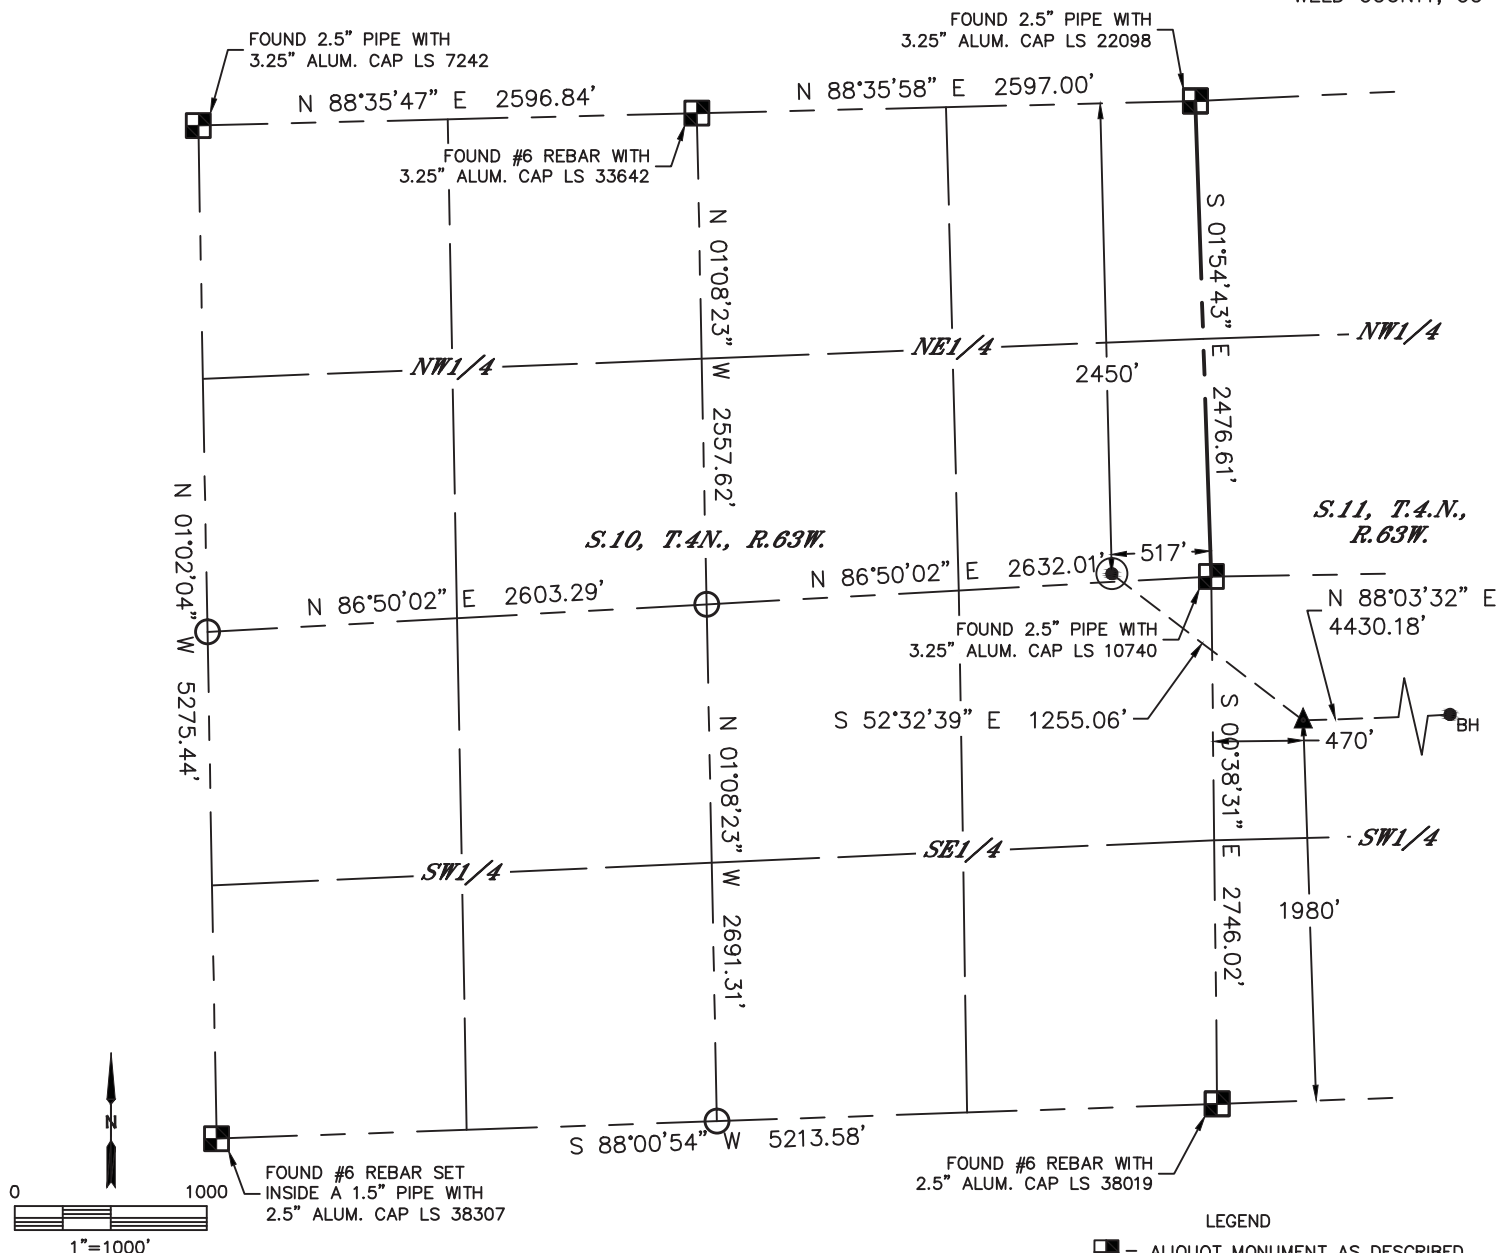 FOUND 2.5” PIPE WITH
3.25” ALUM. CAP LS 7242
FOUND 2.5” PIPE WITH
3.25” ALUM. CAP LS 22098
N 88°35’47” E 2596.84’
N 88°35’58” E 2597.00’
FOUND #6 REBAR WITH
3.25” ALUM. CAP LS 33642
N 01°08’23” W 2557.62’
S 01°54’43” E 2476.61’
NW1/4
NE1/4
NW1/4
2450’
N 01°02’04” W 5275.44’
S.10, T.4N., R.63W.
S.11, T.4.N.,
R.63W.
517’
N 86°50’02” E 2603.29’
N 86°50’02” E 2632.01’
N 88°03’32” E
4430.18’
FOUND 2.5” PIPE WITH
3.25” ALUM. CAP LS 10740
S 52°32’39” E 1255.06’
BH
470’
N 01°08’23” W 2691.31’
S 00°38’31” E 2746.02’
SW1/4
SE1/4
SW1/4
1980’
N
S 88°00’54” W 5213.58’
FOUND #6 REBAR SET
INSIDE A 1.5” PIPE WITH
2.5” ALUM. CAP LS 38307
FOUND #6 REBAR WITH
2.5” ALUM. CAP LS 38019
0 1000
1”=1000’
LEGEND
= ALIQUOT MONUMENT AS DESCRIBED